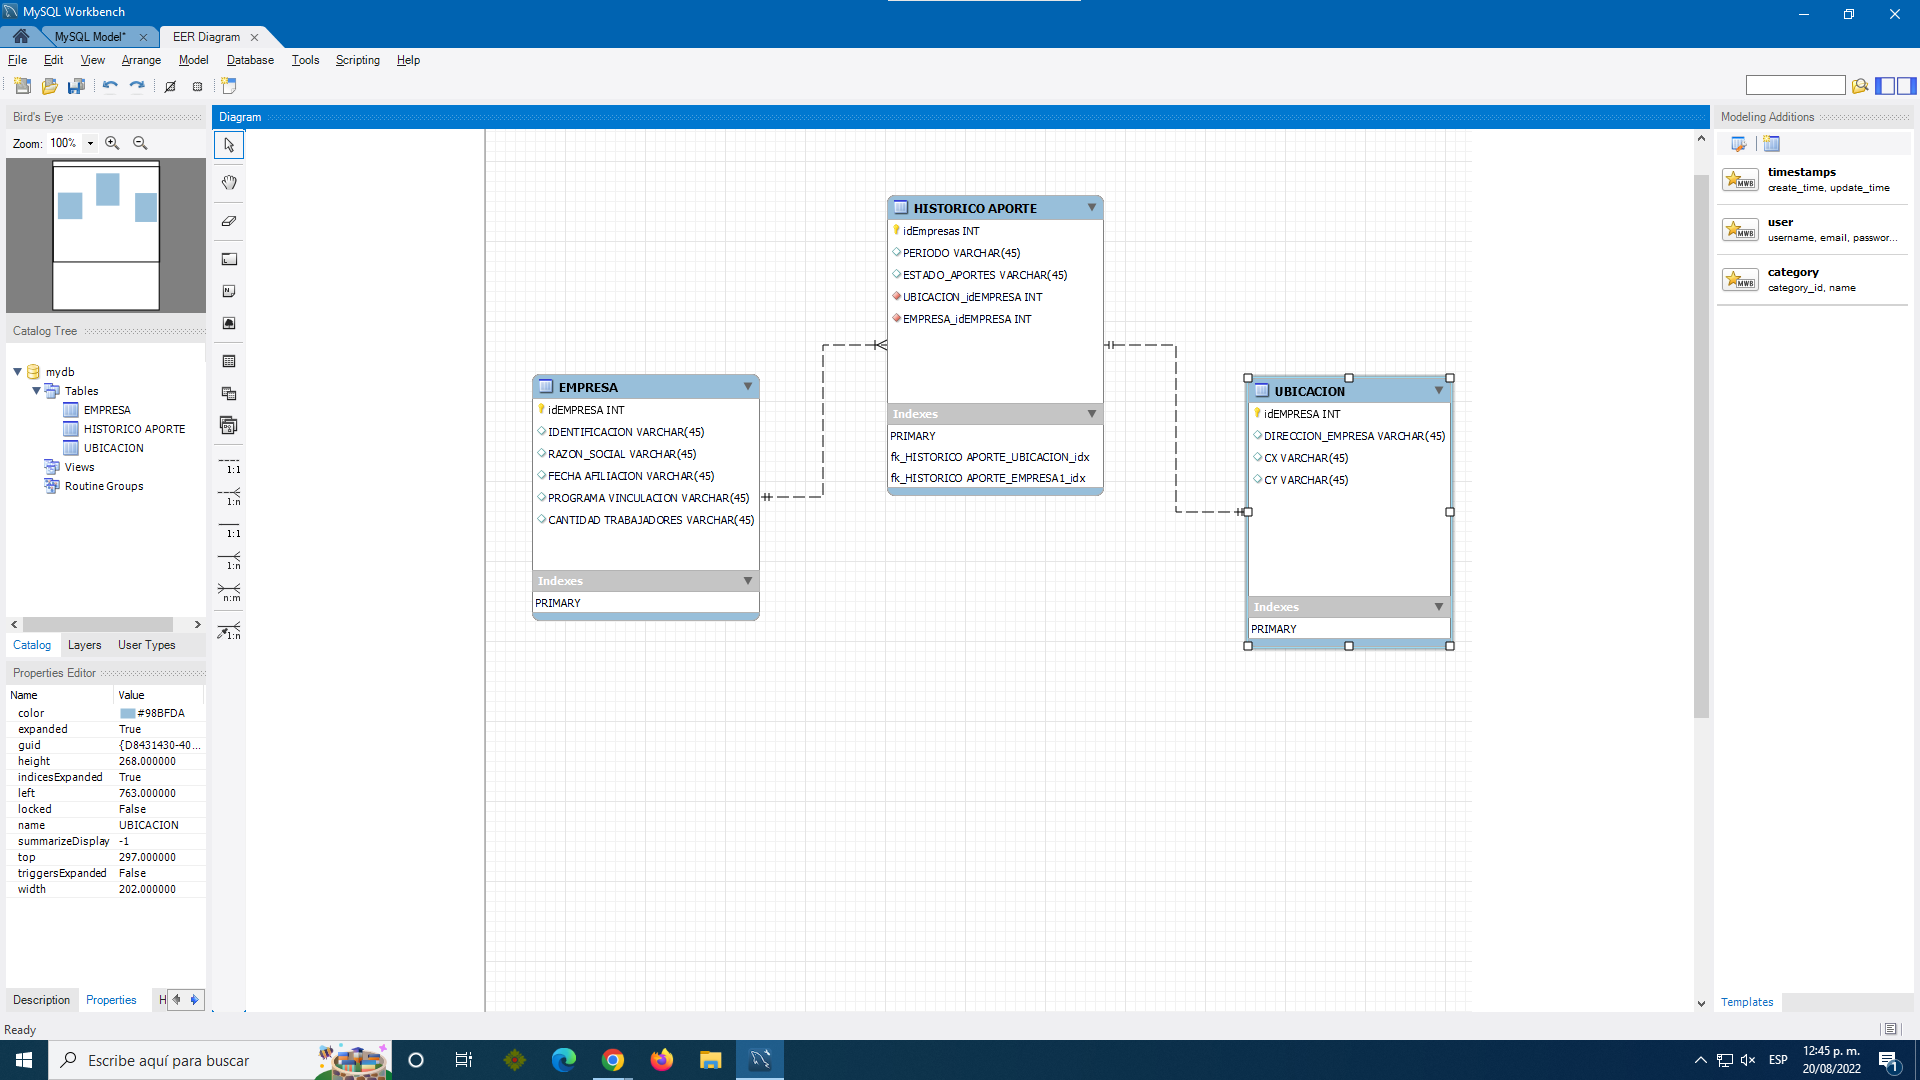 MySQL Workbench
MySQL Model*
EER Diagram
File Edit View Arrange Model Database Tools Scripting Help
Bird's Eye
Zoom: 100%
Catalog Tree
mydb
Tables
EMPRESA
HISTORICO APORTE
UBICACION
Views
Routine Groups
Catalog Layers User Types
Properties Editor
Name Value
color #98BFDA
expanded True
guid {D8431430-40...
height 268.000000
indicesExpanded True
left 763.000000
locked False
name UBICACION
summarizeDisplay -1
top 297.000000
triggersExpanded False
width 202.000000
Description Properties H
Diagram
1:1
1:n
1:1
1:n
n:m
1:n
EMPRESA
idEMPRESA INT
IDENTIFICACION VARCHAR(45)
RAZON_SOCIAL VARCHAR(45)
FECHA AFILIACION VARCHAR(45)
PROGRAMA VINCULACION VARCHAR(45)
CANTIDAD TRABAJADORES VARCHAR(45)
Indexes
PRIMARY
HISTORICO APORTE
idEmpresas INT
PERIODO VARCHAR(45)
ESTADO_APORTES VARCHAR(45)
UBICACION_idEMPRESA INT
EMPRESA_idEMPRESA INT
Indexes
PRIMARY
fk_HISTORICO APORTE_UBICACION_idx
fk_HISTORICO APORTE_EMPRESA1_idx
UBICACION
idEMPRESA INT
DIRECCION_EMPRESA VARCHAR(45)
CX VARCHAR(45)
CY VARCHAR(45)
Indexes
PRIMARY
Modeling Additions
MWB
timestamps
create_time, update_time
MWB
user
username, email, passwor...
MWB
category
category_id, name
Templates
Ready
Escribe aquí para buscar
ESP
12:45 p. m.
20/08/2022
1